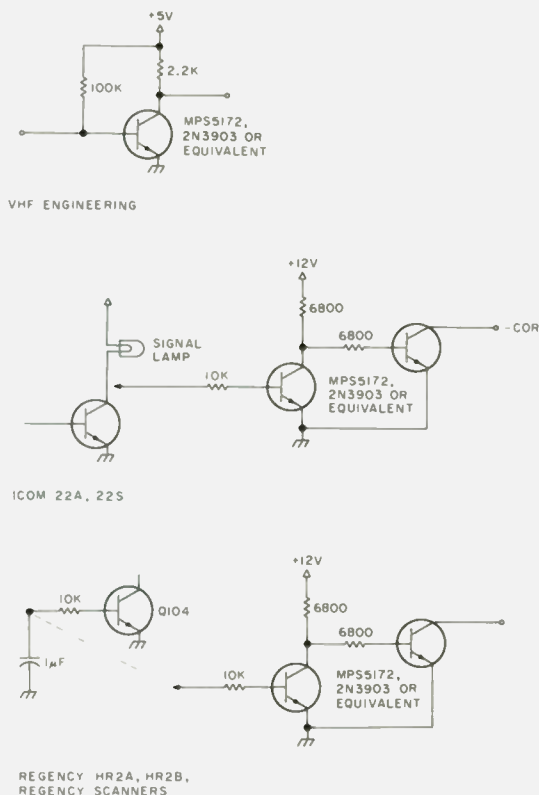 +5V
100K
2.2K
MPS5172,
2N3903 OR
EQUIVALENT
VHF ENGINEERING
+12V
6800
6800
-COR
SIGNAL
LAMP
10K
MPS5172,
2N3903 OR
EQUIVALENT
ICOM 22A, 22S
+12V
10K
Q104
6800
6800
1µF
10K
MPS5172,
2N3903 OR
EQUIVALENT
REGENCY HR2A, HR2B,
REGENCY SCANNERS